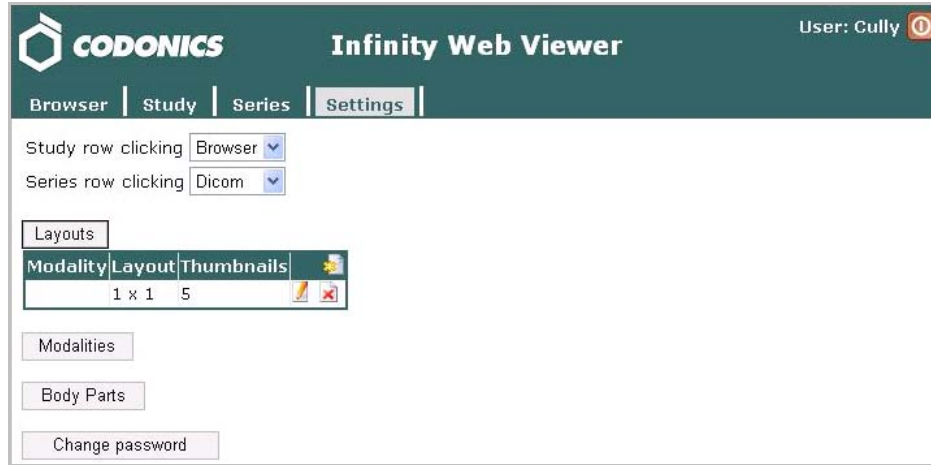 CODONICS
Infinity Web Viewer
User: Cully
Browser Study Series Settings
Study row clicking Browser
Series row clicking Dicom
Layouts
Modality Layout Thumbnails
1 x 1 5
Modalities
Body Parts
Change password